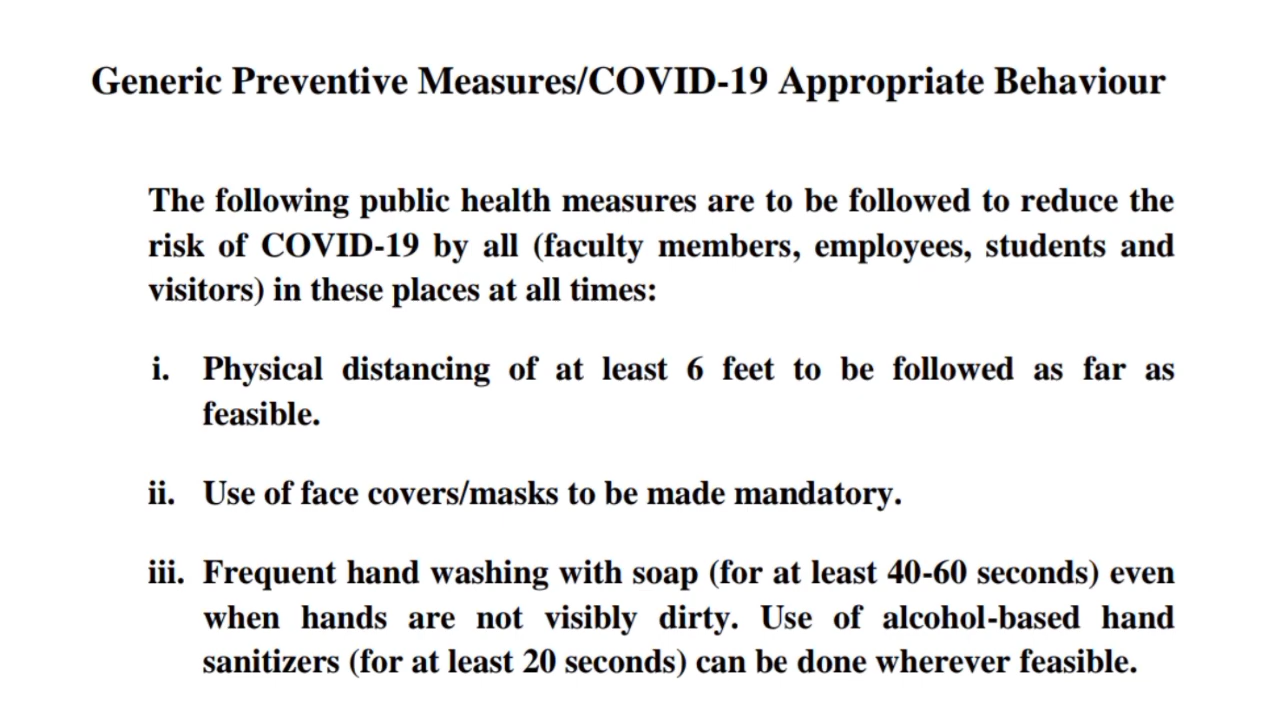 Generic Preventive Measures/COVID-19 Appropriate Behaviour
The following public health measures are to be followed to reduce the
risk of COVID-19 by all (faculty members, employees, students and
visitors) in these places at all times:
i. Physical distancing of at least 6 feet to be followed as far as
feasible.
ii. Use of face covers/masks to be made mandatory.
iii. Frequent hand washing with soap (for at least 40-60 seconds) even
when hands are not visibly dirty. Use of alcohol-based hand
sanitizers (for at least 20 seconds) can be done wherever feasible.